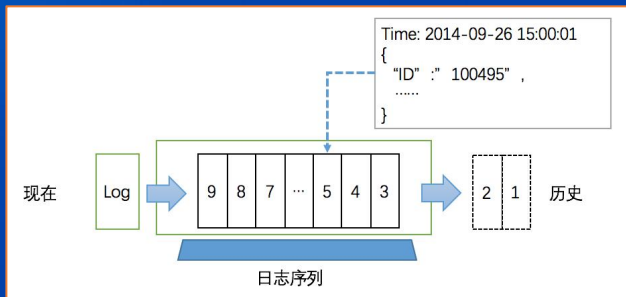 Time: 2014-09-26 15:00:01
{
“ID” :” 100495” ,
......
}
现在
Log
9 8 7 ... 5 4 3
2 1
历史
日志序列